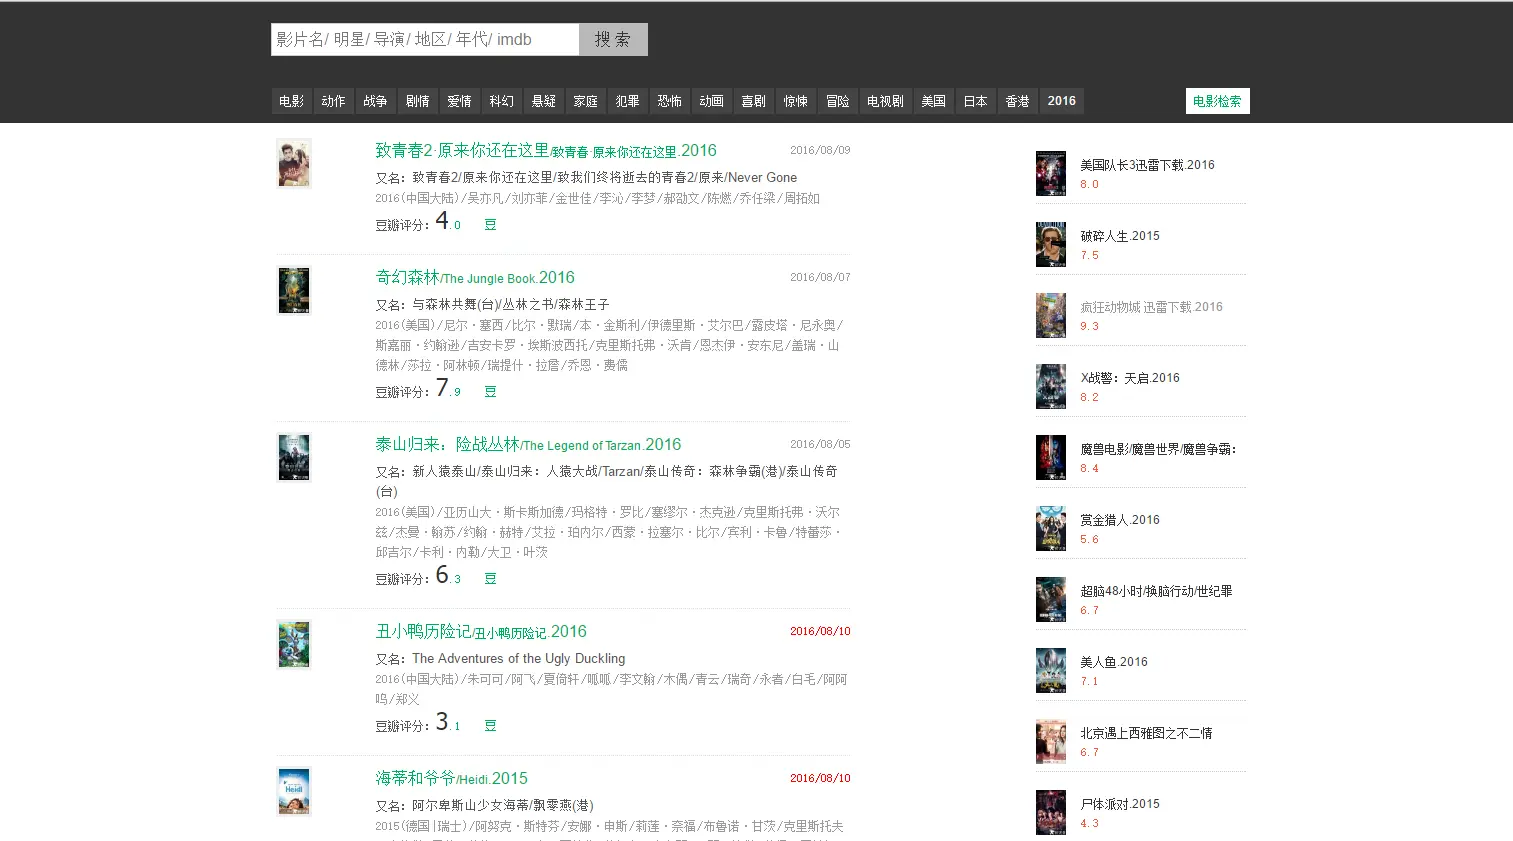 影片名/ 明星/ 导演/ 地区/ 年代/ imdb 搜 索
电影 动作 战争 剧情 爱情 科幻 悬疑 家庭 犯罪 恐怖 动画 喜剧 惊悚 冒险 电视剧 美国 日本 香港 2016 电影检索
致青春2·原来你还在这里/致青春·原来你还在这里.2016 2016/08/09
又名：致青春2/原来你还在这里/致我们终将逝去的青春2/原来/Never Gone
2016(中国大陆)/吴亦凡/刘亦菲/金世佳/李沁/李梦/郝劭文/陈燃/乔任梁/周拓如
豆瓣评分：4.0 豆
奇幻森林/The Jungle Book.2016 2016/08/07
又名：与森林共舞(台)/丛林之书/森林王子
2016(美国)/尼尔·塞西/比尔·默瑞/本·金斯利/伊德里斯·艾尔巴/露皮塔·尼永奥/
斯嘉丽·约翰逊/吉安卡罗·埃斯波西托/克里斯托弗·沃肯/恩杰伊·安东尼/盖瑞·山
德林/莎拉·阿林顿/瑞提什·拉詹/乔恩·费儒
豆瓣评分：7.9 豆
泰山归来：险战丛林/The Legend of Tarzan.2016 2016/08/05
又名：新人猿泰山/泰山归来：人猿大战/Tarzan/泰山传奇：森林争霸(港)/泰山传奇
(台)
2016(美国)/亚历山大·斯卡斯加德/玛格特·罗比/塞缪尔·杰克逊/克里斯托弗·沃尔
兹/杰曼·翰苏/约翰·赫特/艾拉·珀内尔/西蒙·拉塞尔·比尔/宾利·卡鲁/特蕾莎·
邱吉尔/卡利·内勒/大卫·叶茨
豆瓣评分：6.3 豆
丑小鸭历险记/丑小鸭历险记.2016 2016/08/10
又名：The Adventures of the Ugly Duckling
2016(中国大陆)/朱可可/阿飞/夏倚轩/呱呱/李文翰/木偶/青云/瑞奇/永者/白毛/阿阿
呜/郑义
豆瓣评分：3.1 豆
海蒂和爷爷/Heidi.2015 2016/08/10
又名：阿尔卑斯山少女海蒂/飘零燕(港)
2015(德国|瑞士)/阿努克·斯特芬/安娜·申斯/莉莲·奈福/布鲁诺·甘茨/克里斯托夫
美国队长3迅雷下载.2016
8.0
破碎人生.2015
7.5
疯狂动物城 迅雷下载.2016
9.3
X战警：天启.2016
8.2
魔兽电影/魔兽世界/魔兽争霸：
8.4
赏金猎人.2016
5.6
超脑48小时/换脑行动/世纪罪
6.7
美人鱼.2016
7.1
北京遇上西雅图之不二情
6.7
尸体派对.2015
4.3